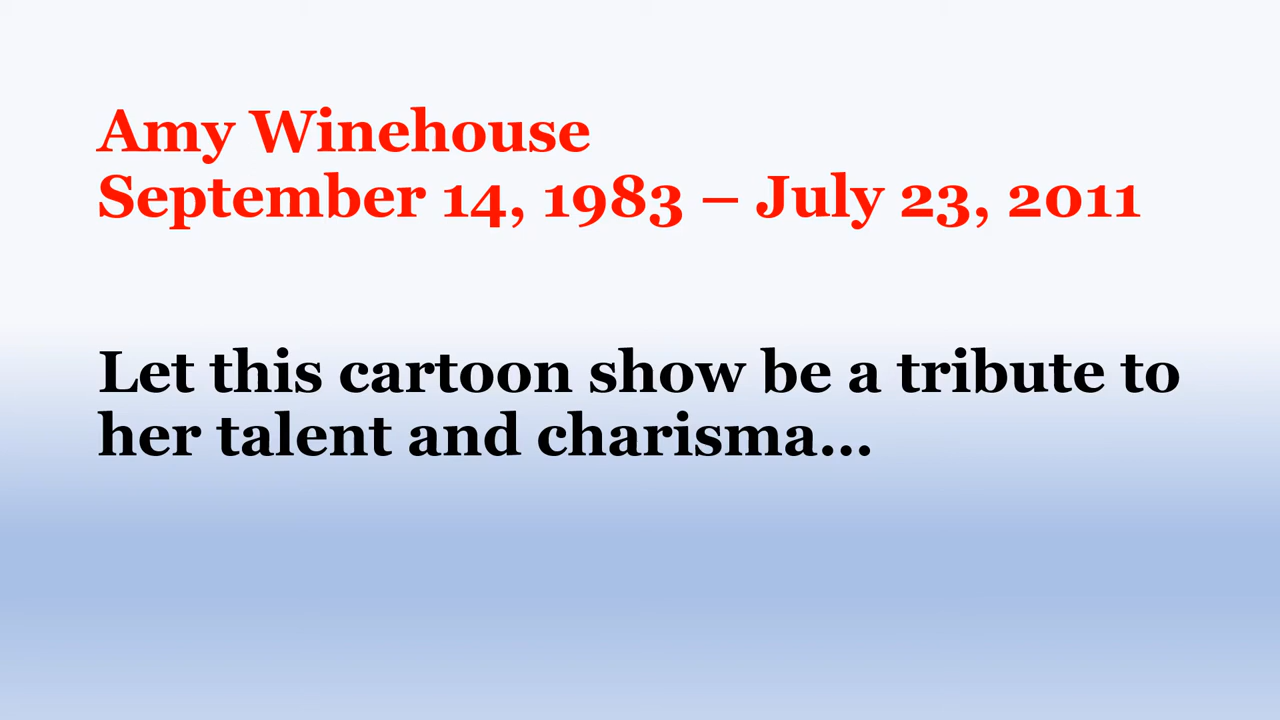 Amy Winehouse
September 14, 1983 – July 23, 2011
Let this cartoon show be a tribute to
her talent and charisma...